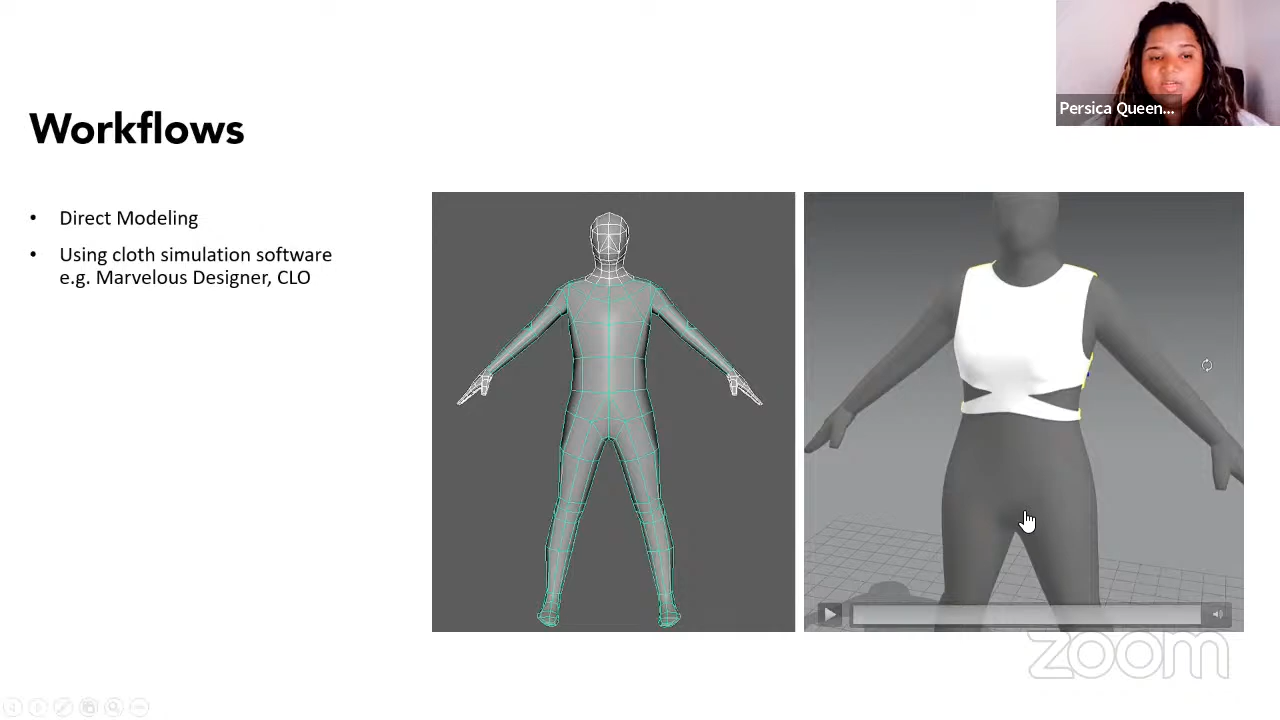 Persica Queen...
Workflows
• Direct Modeling
• Using cloth simulation software
e.g. Marvelous Designer, CLO
zoom